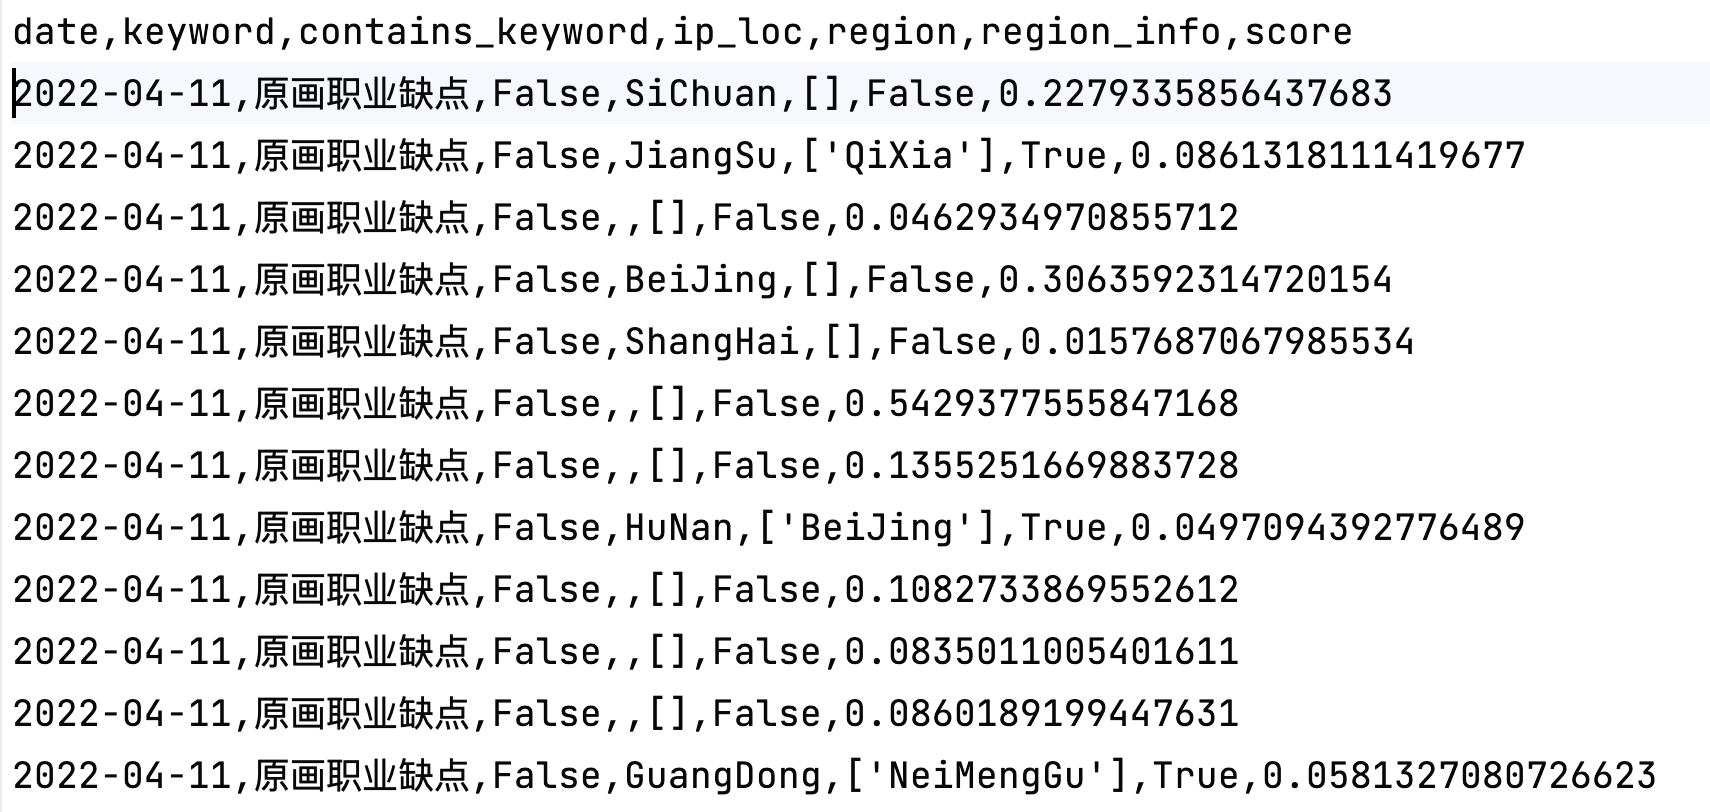 date,keyword,contains_keyword,ip_loc,region,region_info,score
2022-04-11,原画职业缺点,False,SiChuan,[],False,0.2279335856437683
2022-04-11,原画职业缺点,False,JiangSu,['QiXia'],True,0.0861318111419677
2022-04-11,原画职业缺点,False,,[],False,0.0462934970855712
2022-04-11,原画职业缺点,False,BeiJing,[],False,0.3063592314720154
2022-04-11,原画职业缺点,False,ShangHai,[],False,0.0157687067985534
2022-04-11,原画职业缺点,False,,[],False,0.5429377555847168
2022-04-11,原画职业缺点,False,,[],False,0.1355251669883728
2022-04-11,原画职业缺点,False,HuNan,['BeiJing'],True,0.0497094392776489
2022-04-11,原画职业缺点,False,,[],False,0.1082733869552612
2022-04-11,原画职业缺点,False,,[],False,0.0835011005401611
2022-04-11,原画职业缺点,False,,[],False,0.0860189199447631
2022-04-11,原画职业缺点,False,GuangDong,['NeiMengGu'],True,0.0581327080726623